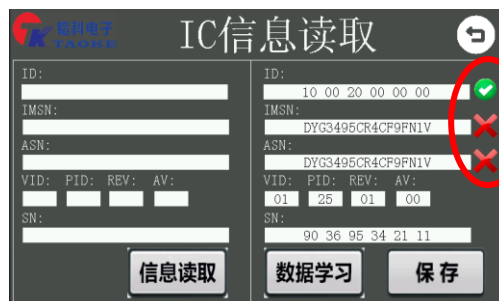 韬科电子
TAOKE
IC信息读取
ID:
IMSN:
ASN:
VID: PID: REV: AV:
SN:
信息读取
ID:
10 00 20 00 00 00
IMSN:
DYG3495CR4CF9FN1V
ASN:
DYG3495CR4CF9FN1V
VID: PID: REV: AV:
01 25 01 00
SN:
90 36 95 34 21 11
数据学习
保存